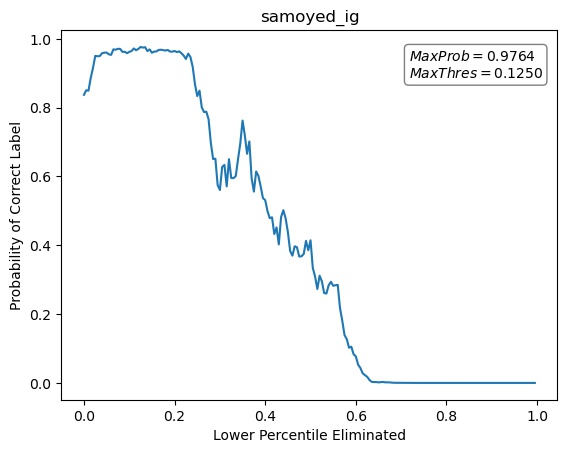 samoyed_ig
MaxProb = 0.9764
MaxThres = 0.1250
1.0
0.8
0.6
0.4
0.2
0.0
Probability of Correct Label
0.0 0.2 0.4 0.6 0.8 1.0
Lower Percentile Eliminated